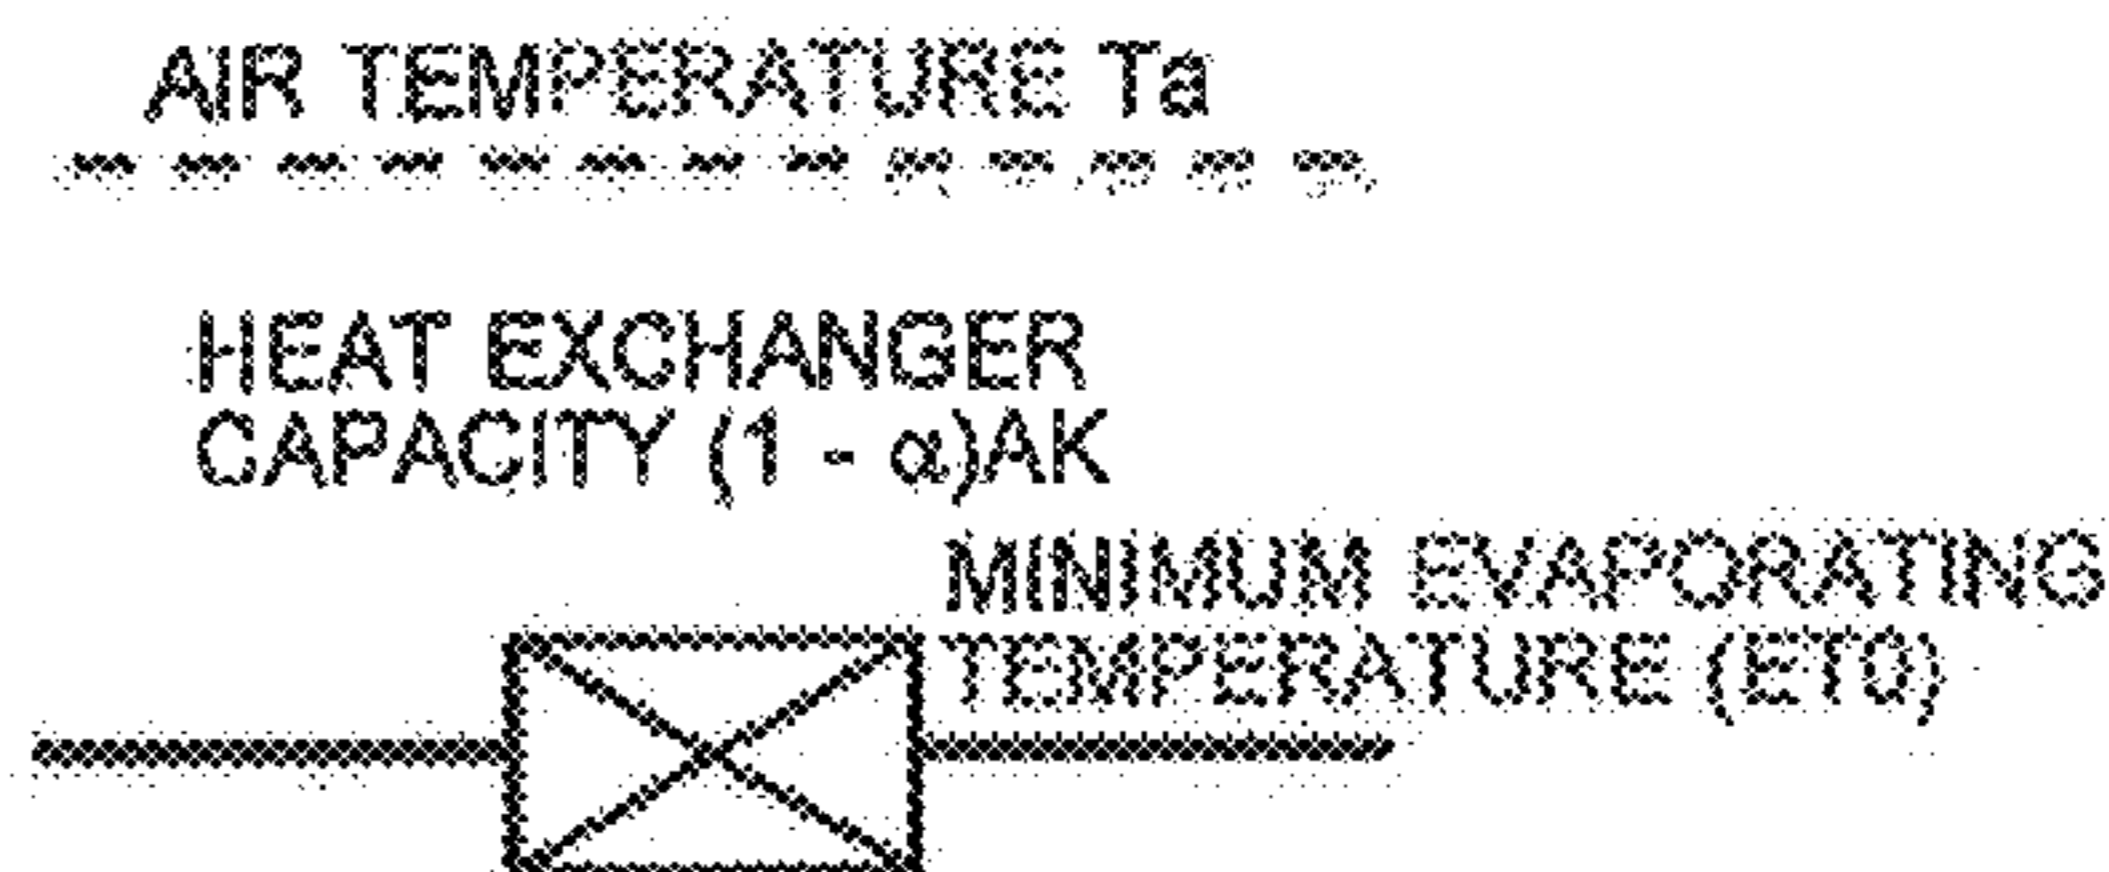 AIR TEMPERATURE Ta
HEAT EXCHANGER
CAPACITY (1 - α)AK
MINIMUM EVAPORATING
TEMPERATURE (ET0)